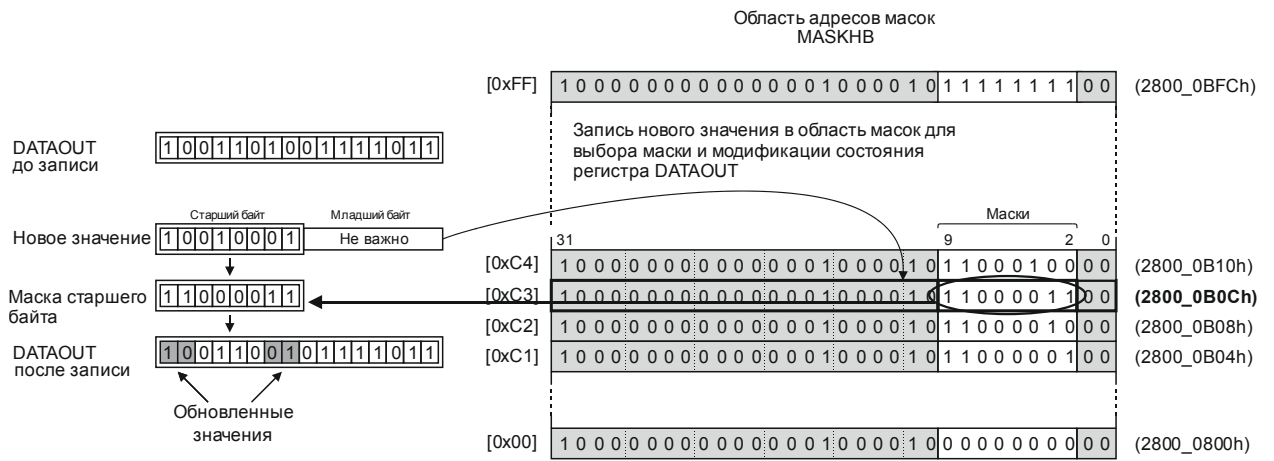 Область адресов масок
MASKHB
[0xFF] 1 0 0 0 0 0 0 0 0 0 0 0 0 0 0 1 0 0 0 0 1 0 1 1 1 1 1 1 1 1 0 0 (2800_0BFCh)
Запись нового значения в область масок для
выбора маски и модификации состояния
регистра DATAOUT
DATAOUT
до записи
1 0 0 1 1 0 1 0 0 1 1 1 1 0 1 1
Старший байт Младший байт
Новое значение 1 0 0 1 0 0 0 1 Не важно
Маски
31 9 2 0
[0xC4] 1 0 0 0 0 0 0 0 0 0 0 0 0 0 0 1 0 0 0 0 1 0 1 1 0 0 0 1 0 0 0 0 (2800_0B10h)
Маска старшего
байта
1 1 0 0 0 0 1 1
[0xC3] 1 0 0 0 0 0 0 0 0 0 0 0 0 0 0 1 0 0 0 0 1 0 1 1 0 0 0 0 1 1 0 0 (2800_0B0Ch)
[0xC2] 1 0 0 0 0 0 0 0 0 0 0 0 0 0 0 1 0 0 0 0 1 0 1 1 0 0 0 0 1 0 0 0 (2800_0B08h)
DATAOUT
после записи
1 0 0 1 1 0 0 1 0 1 1 1 1 0 1 1
[0xC1] 1 0 0 0 0 0 0 0 0 0 0 0 0 0 0 1 0 0 0 0 1 0 1 1 0 0 0 0 0 1 0 0 (2800_0B04h)
Обновленные
значения
[0x00] 1 0 0 0 0 0 0 0 0 0 0 0 0 0 0 1 0 0 0 0 1 0 0 0 0 0 0 0 0 0 0 0 (2800_0800h)